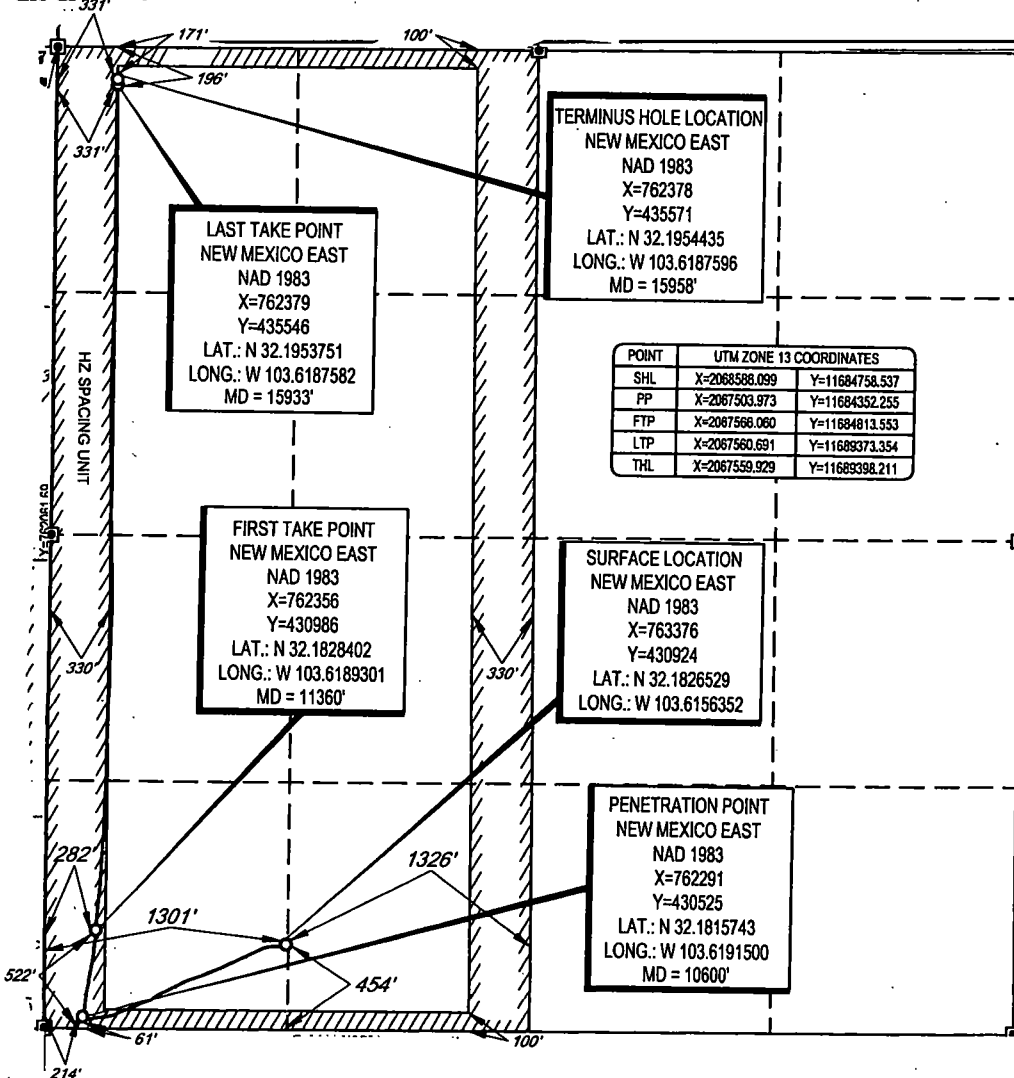 331'
171'
100'
196'
331'
TERMINUS HOLE LOCATION
NEW MEXICO EAST
NAD 1983
X=762378
Y=435571
LAT.: N 32.1954435
LONG.: W 103.6187596
MD = 15958'
LAST TAKE POINT
NEW MEXICO EAST
NAD 1983
X=762379
Y=435546
LAT.: N 32.1953751
LONG.: W 103.6187582
MD = 15933'
HZ SPACING UNIT
POINT UTM ZONE 13 COORDINATES
SHL X=2068588.099 Y=11684758.537
PP X=2067503.973 Y=11684352.255
FTP X=2067566.060 Y=11684813.553
LTP X=2067560.691 Y=11689373.354
THL X=2067559.929 Y=11689398.211
FIRST TAKE POINT
NEW MEXICO EAST
NAD 1983
X=762356
Y=430986
LAT.: N 32.1828402
LONG.: W 103.6189301
MD = 11360'
SURFACE LOCATION
NEW MEXICO EAST
NAD 1983
X=763376
Y=430924
LAT.: N 32.1826529
LONG.: W 103.6156352
330'
330'
PENETRATION POINT
NEW MEXICO EAST
NAD 1983
X=762291
Y=430525
LAT.: N 32.1815743
LONG.: W 103.6191500
MD = 10600'
282'
1326'
1301'
522'
454'
61'
100'
214'